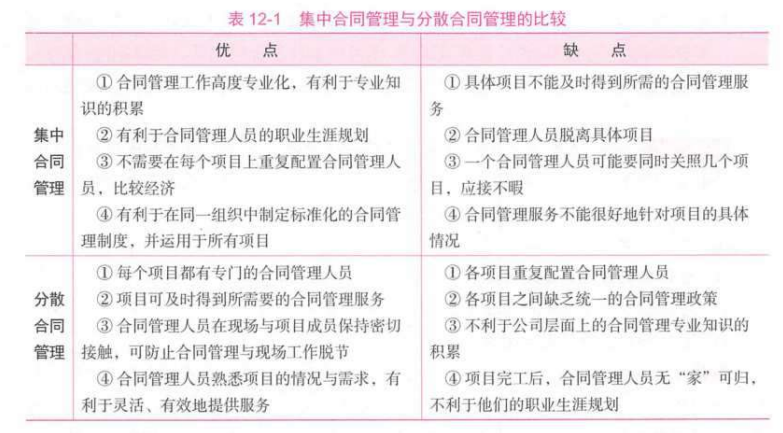 表 12-1 集中合同管理与分散合同管理的比较
优 点 缺 点
集中合同管理
① 合同管理工作高度专业化，有利于专业知
识的积累
② 有利于合同管理人员的职业生涯规划
③ 不需要在每个项目上重复配置合同管理人
员，比较经济
④ 有利于在同一组织中制定标准化的合同管
理制度，并运用于所有项目
① 具体项目不能及时得到所需的合同管理服
务
② 合同管理人员脱离具体项目
③ 一个合同管理人员可能要同时关照几个项
目，应接不暇
④ 合同管理服务不能很好地针对项目的具体
情况
分散合同管理
① 每个项目都有专门的合同管理人员
② 项目可及时得到所需要的合同管理服务
③ 合同管理人员在现场与项目成员保持密切
接触，可防止合同管理与现场工作脱节
④ 合同管理人员熟悉项目的情况与需求，有
利于灵活、有效地提供服务
① 各项目重复配置合同管理人员
② 各项目之间缺乏统一的合同管理政策
③ 不利于公司层面上的合同管理专业知识的
积累
④ 项目完工后，合同管理人员无“家”可归，
不利于他们的职业生涯规划